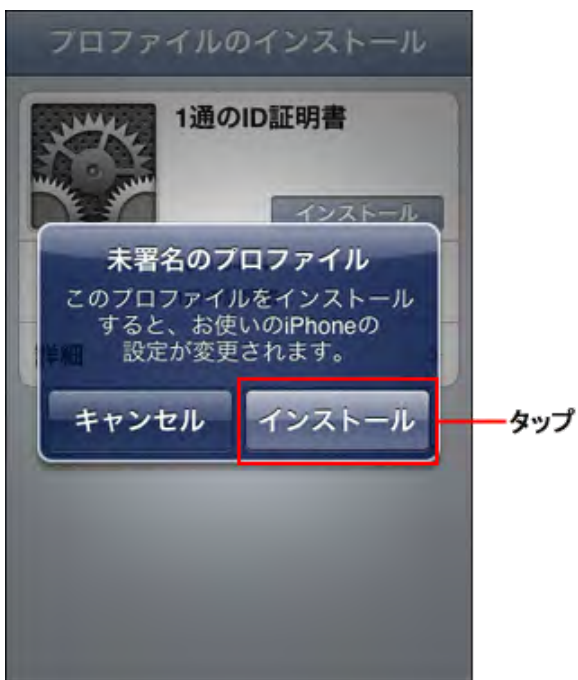 プロファイルのインストール
1通のID証明書
インストール
未署名のプロファイル
このプロファイルをインストール
すると、お使いのiPhoneの
設定が変更されます。
詳細
キャンセル
インストール
タップ